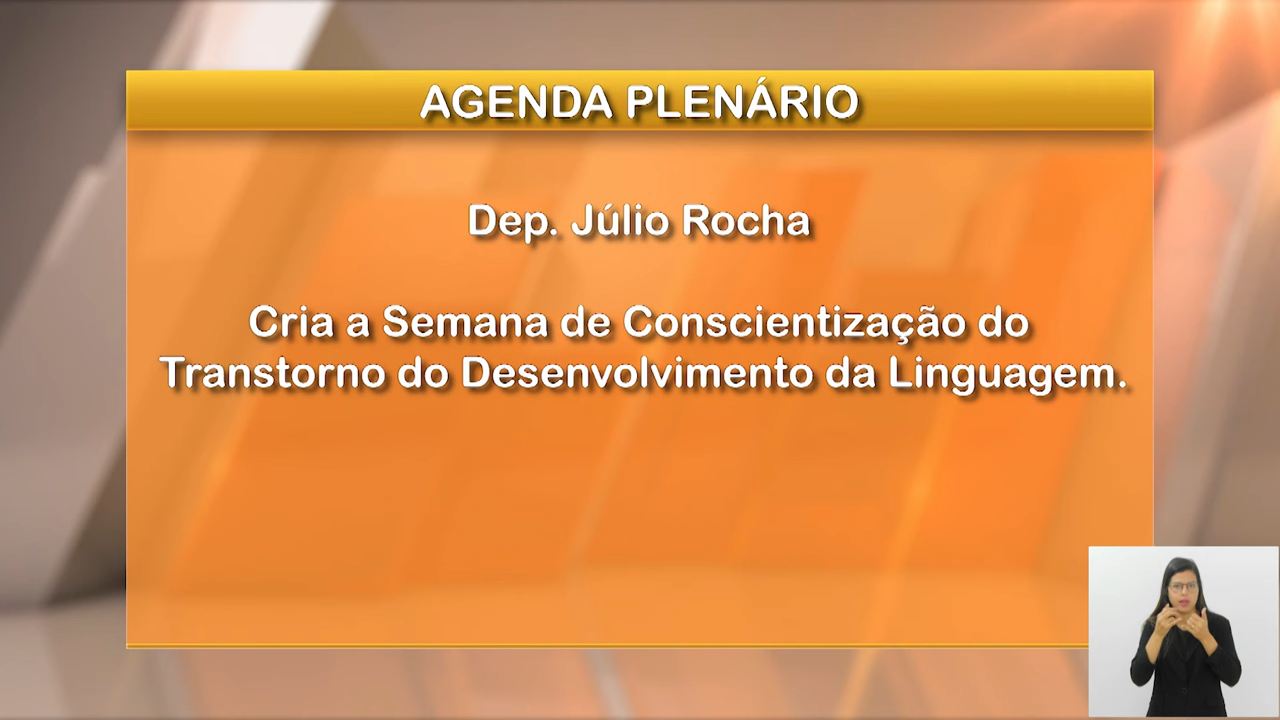 AGENDA PLENÁRIO
Dep. Júlio Rocha
Cria a Semana de Conscientização do
Transtorno do Desenvolvimento da Linguagem.